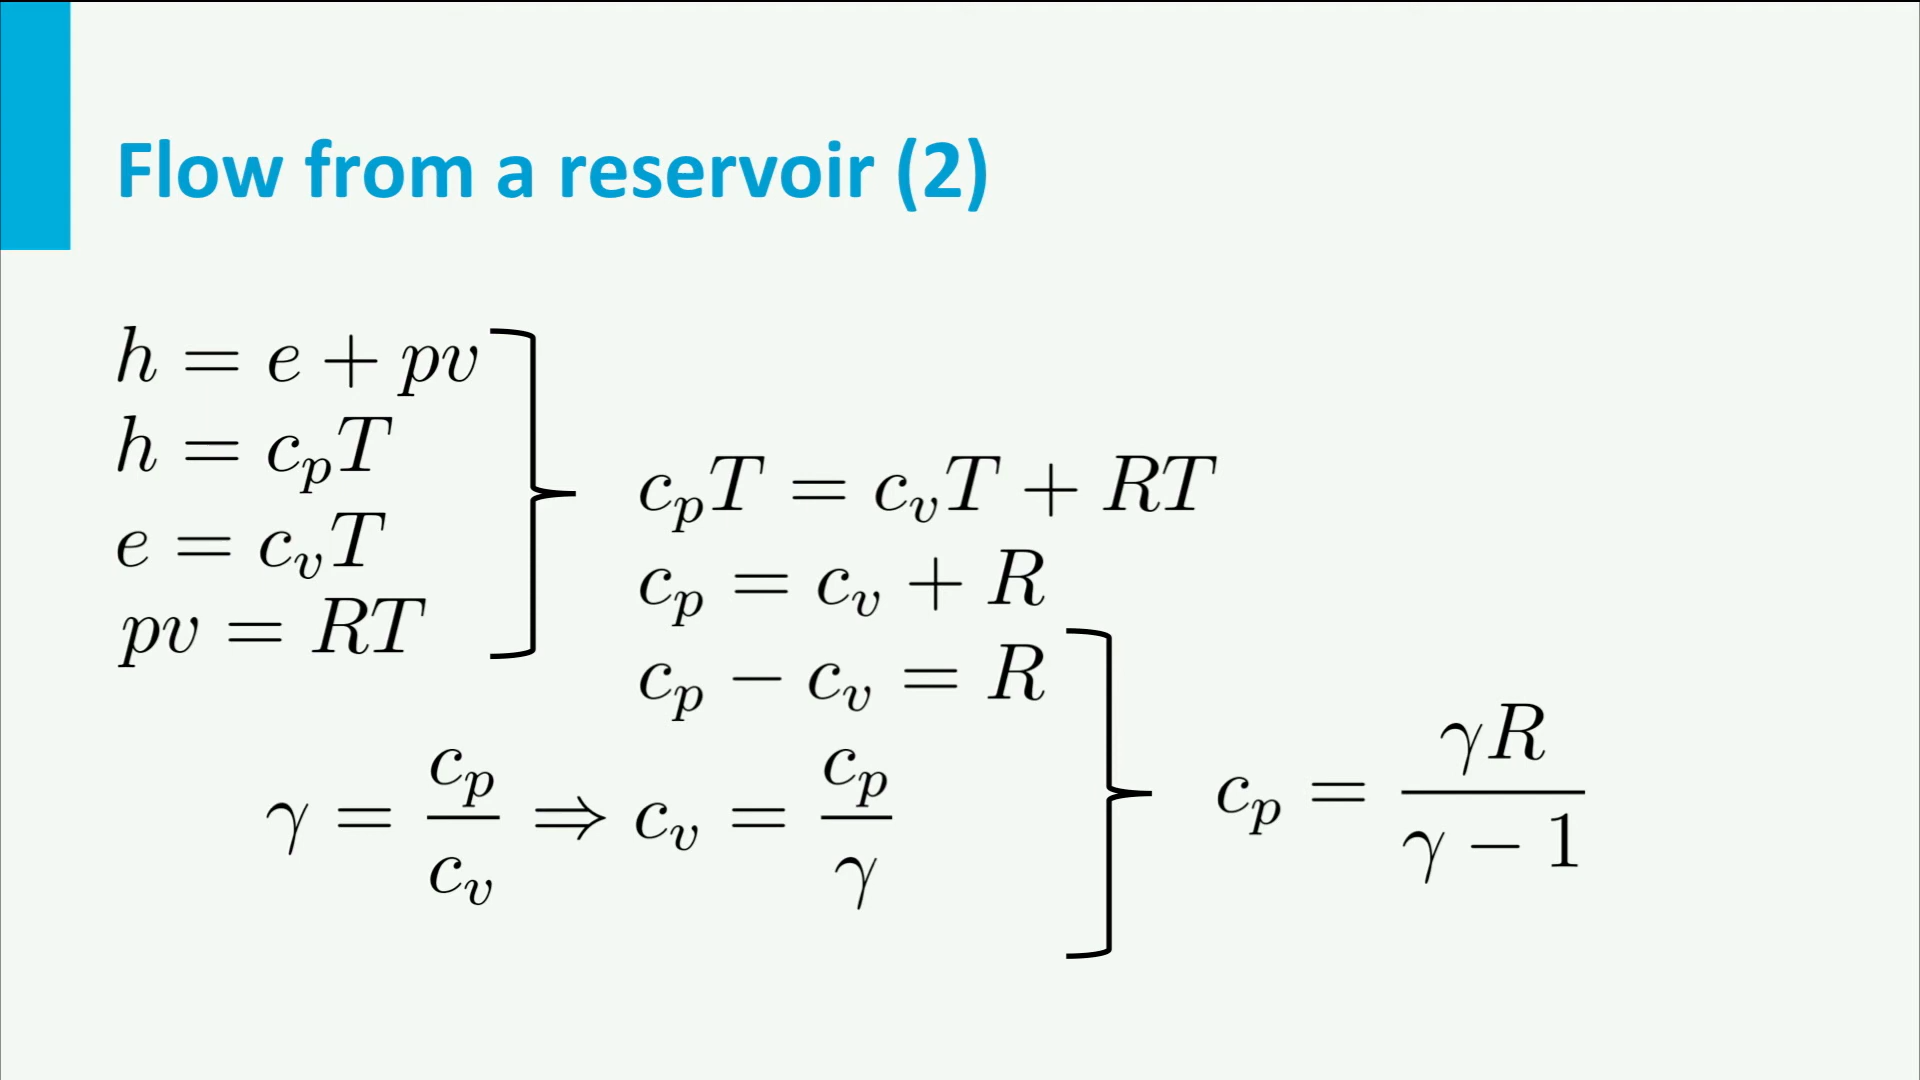 Flow from a reservoir (2)
h = e + pv
h = c_p T
e = c_v T
pv = RT
c_p T = c_v T + RT
c_p = c_v + R
c_p − c_v = R
γ = c_p / c_v ⇒ c_v = c_p / γ
c_p = γR / (γ − 1)